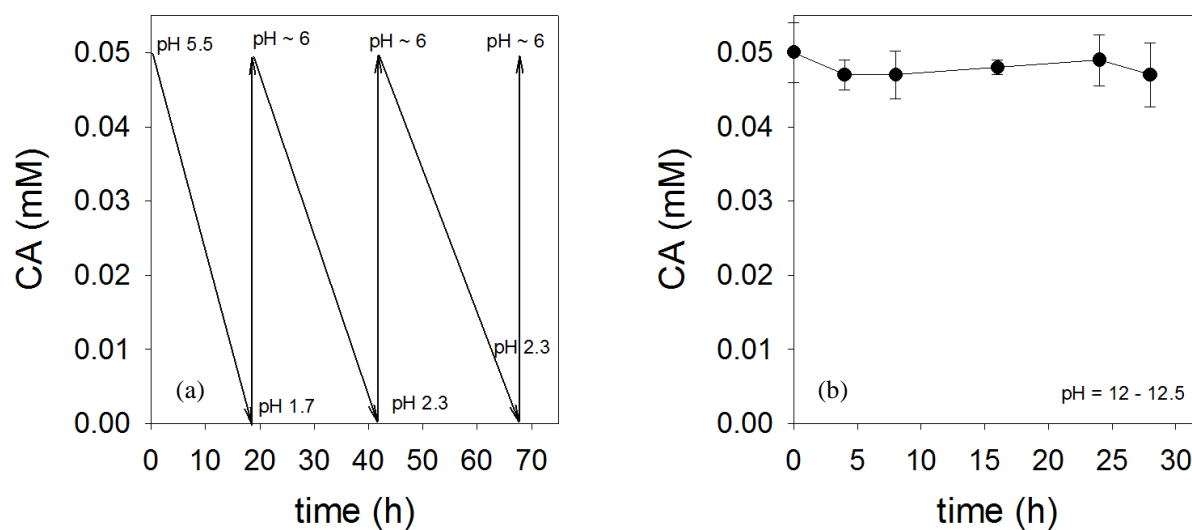 0.05
0.04
0.03
0.02
0.01
0.00
CA (mM)
pH 5.5
pH ~ 6
pH ~ 6
pH ~ 6
pH 2.3
(a)
pH 1.7
pH 2.3
0 10 20 30 40 50 60 70
time (h)
0.05
0.04
0.03
0.02
0.01
0.00
CA (mM)
(b)
pH = 12 - 12.5
0 5 10 15 20 25 30
time (h)